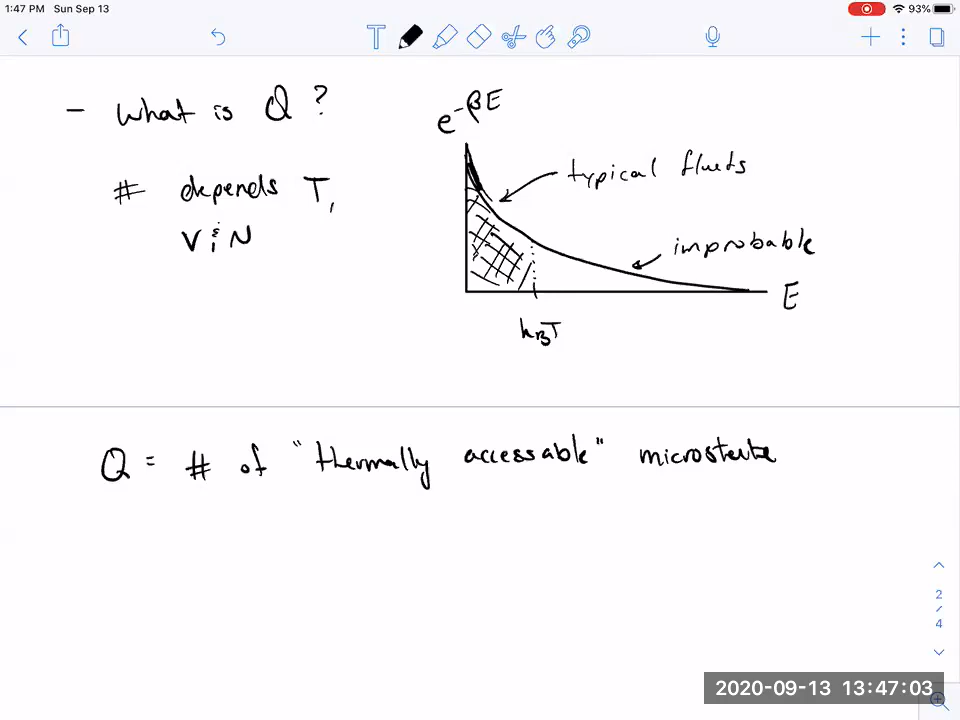 1:47 PM Sun Sep 13
93%
- What is Q?
# depends T,
V & N
e^-βE
typical fluets
improbable
E
k_BT
Q = # of "thermally accessable" microstate
2
/
4
2020-09-13 13:47:03